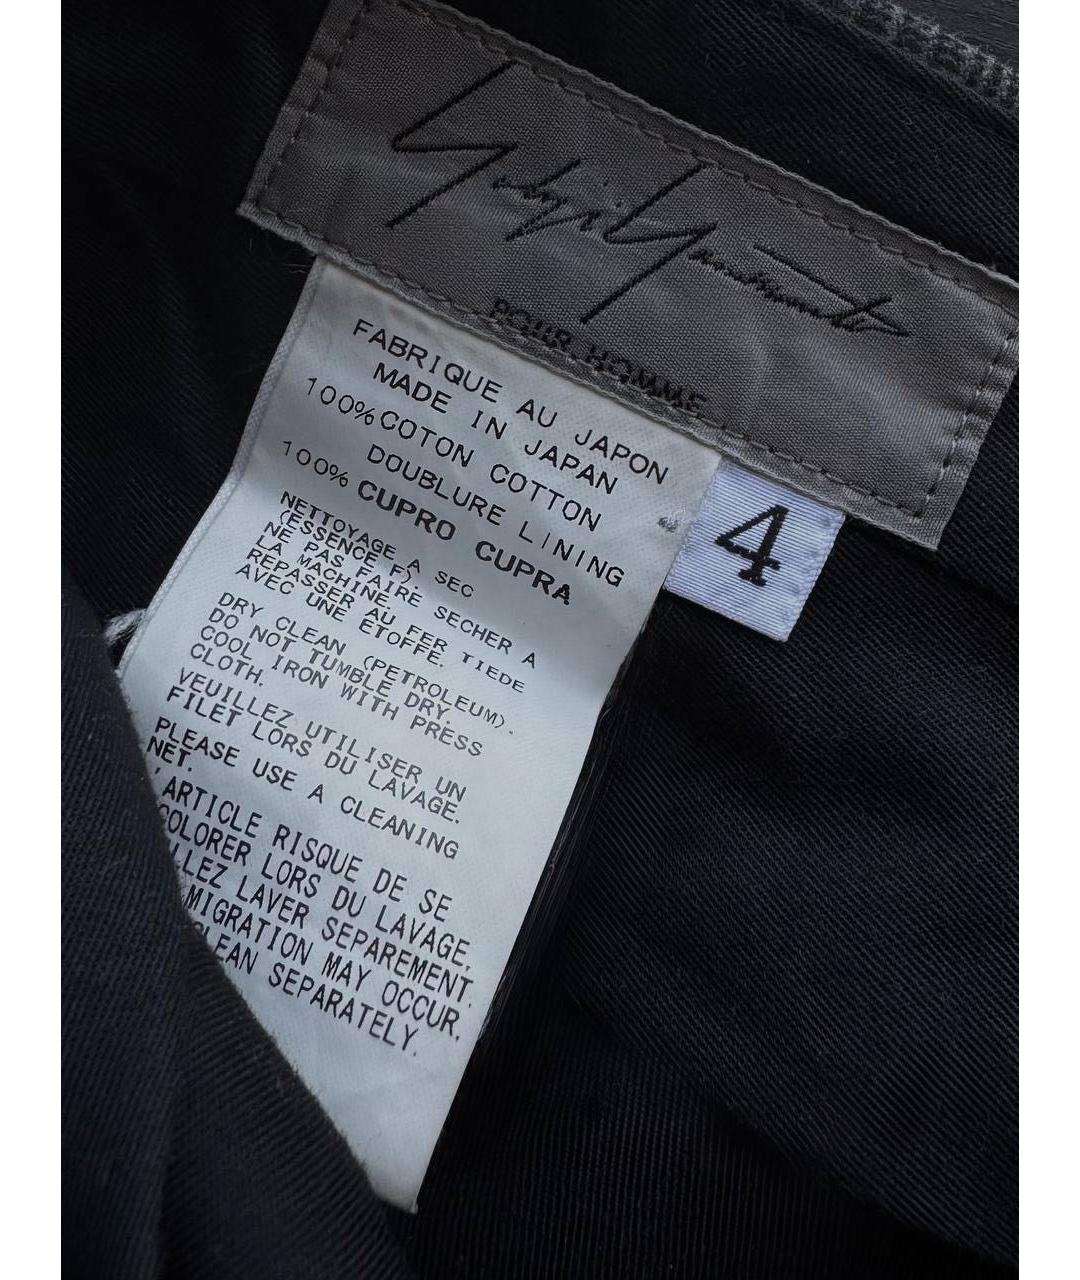 Yohji Yamamoto
POUR HOMME
4
FABRIQUE AU JAPON
MADE IN JAPAN
100% COTON COTTON
DOUBLURE LINING
100% CUPRO CUPRA
NETTOYAGE A SEC
(ESSENCE F).
NE PAS FAIRE SECHER A
LA MACHINE.
REPASSER AU FER TIEDE
AVEC UNE ETOFFE.
DRY CLEAN (PETROLEUM).
DO NOT TUMBLE DRY.
COOL IRON WITH PRESS
CLOTH.
VEUILLEZ UTILISER UN
FILET LORS DU LAVAGE.
PLEASE USE A CLEANING
NET.
'ARTICLE RISQUE DE SE
COLORER LORS DU LAVAGE,
LLEZ LAVER SEPAREMENT.
MIGRATION MAY OCCUR.
CLEAN SEPARATELY.